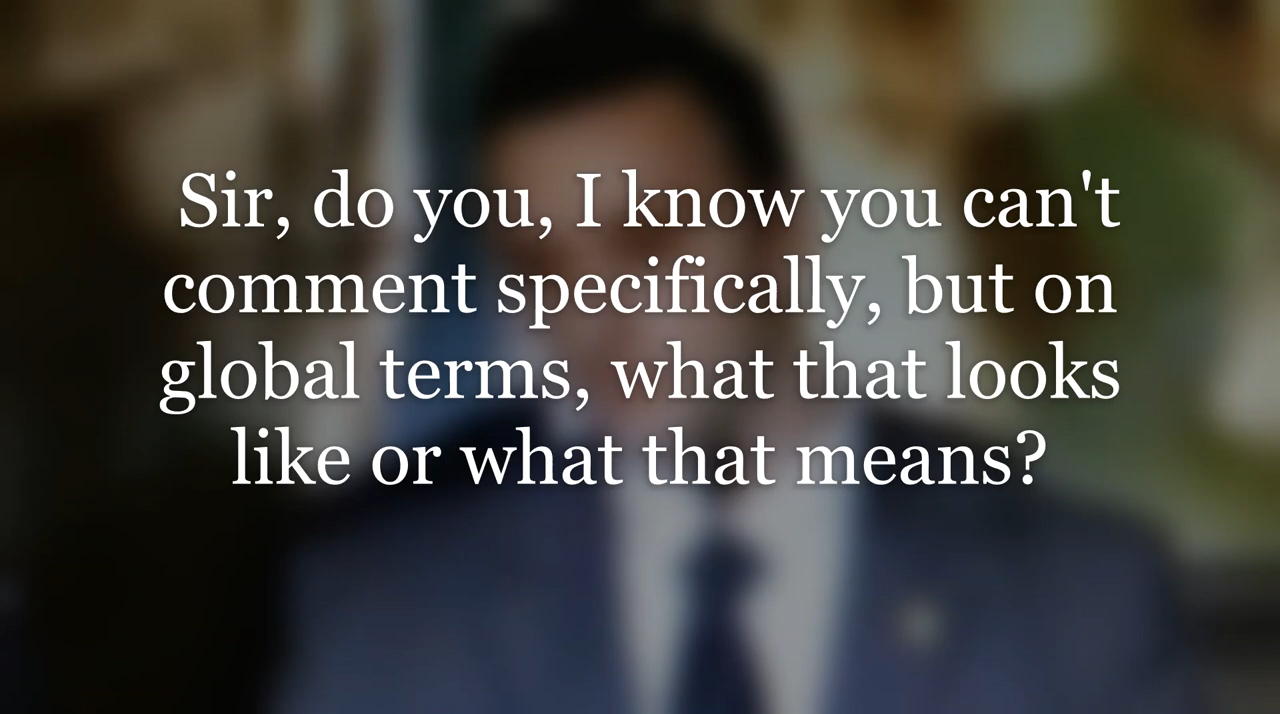 Sir, do you, I know you can't
comment specifically, but on
global terms, what that looks
like or what that means?